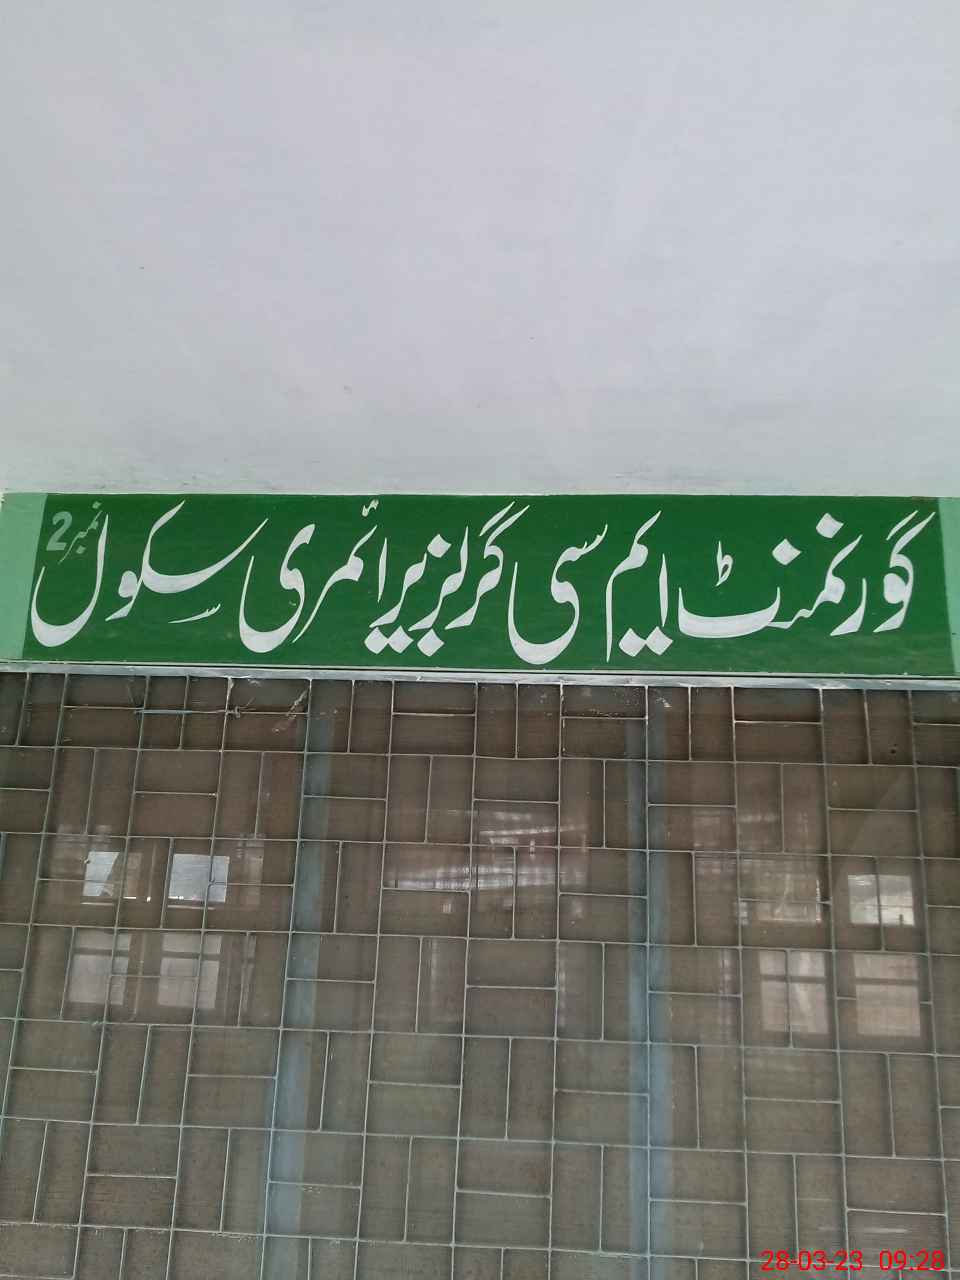 گورنمنٹ ایم سی گرلز پرائمری سکول نمبر 2
28-03-23 09:28